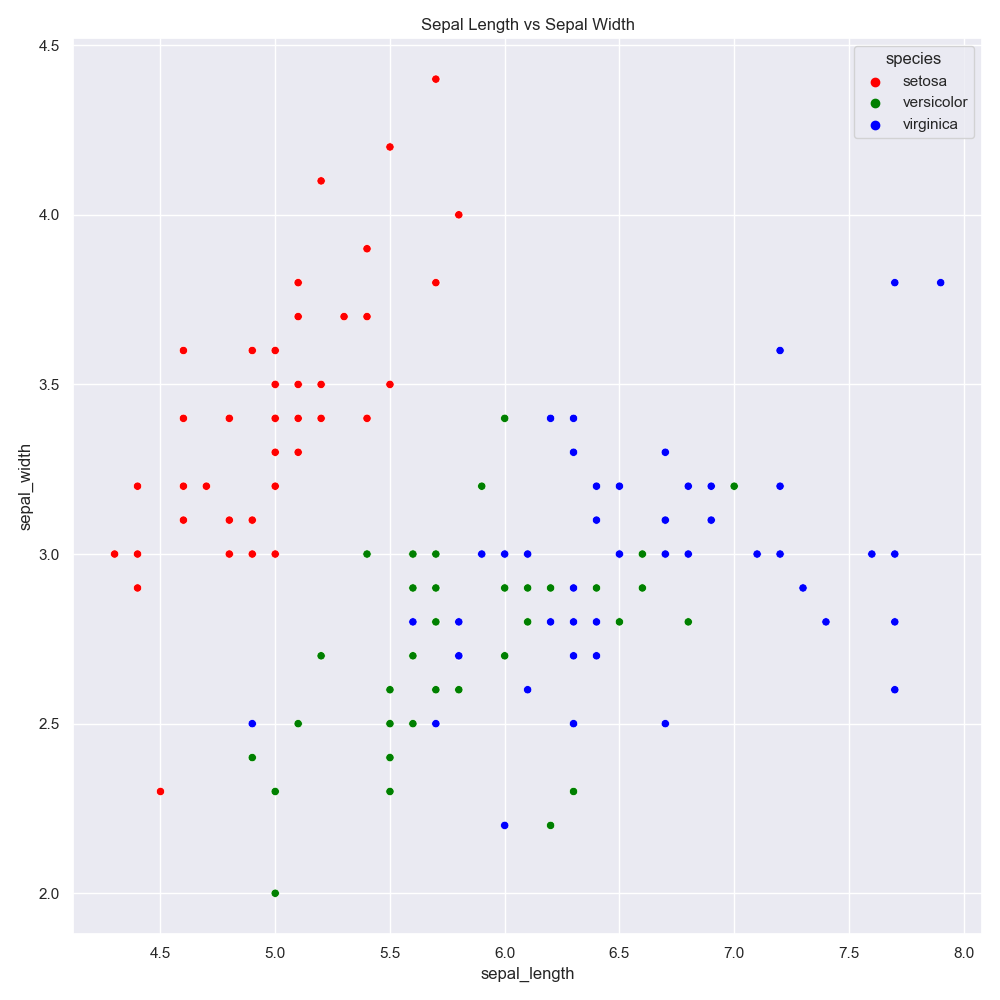 Sepal Length vs Sepal Width
species
setosa
versicolor
virginica
4.5
4.0
3.5
3.0
2.5
2.0
sepal_width
4.5 5.0 5.5 6.0 6.5 7.0 7.5 8.0
sepal_length